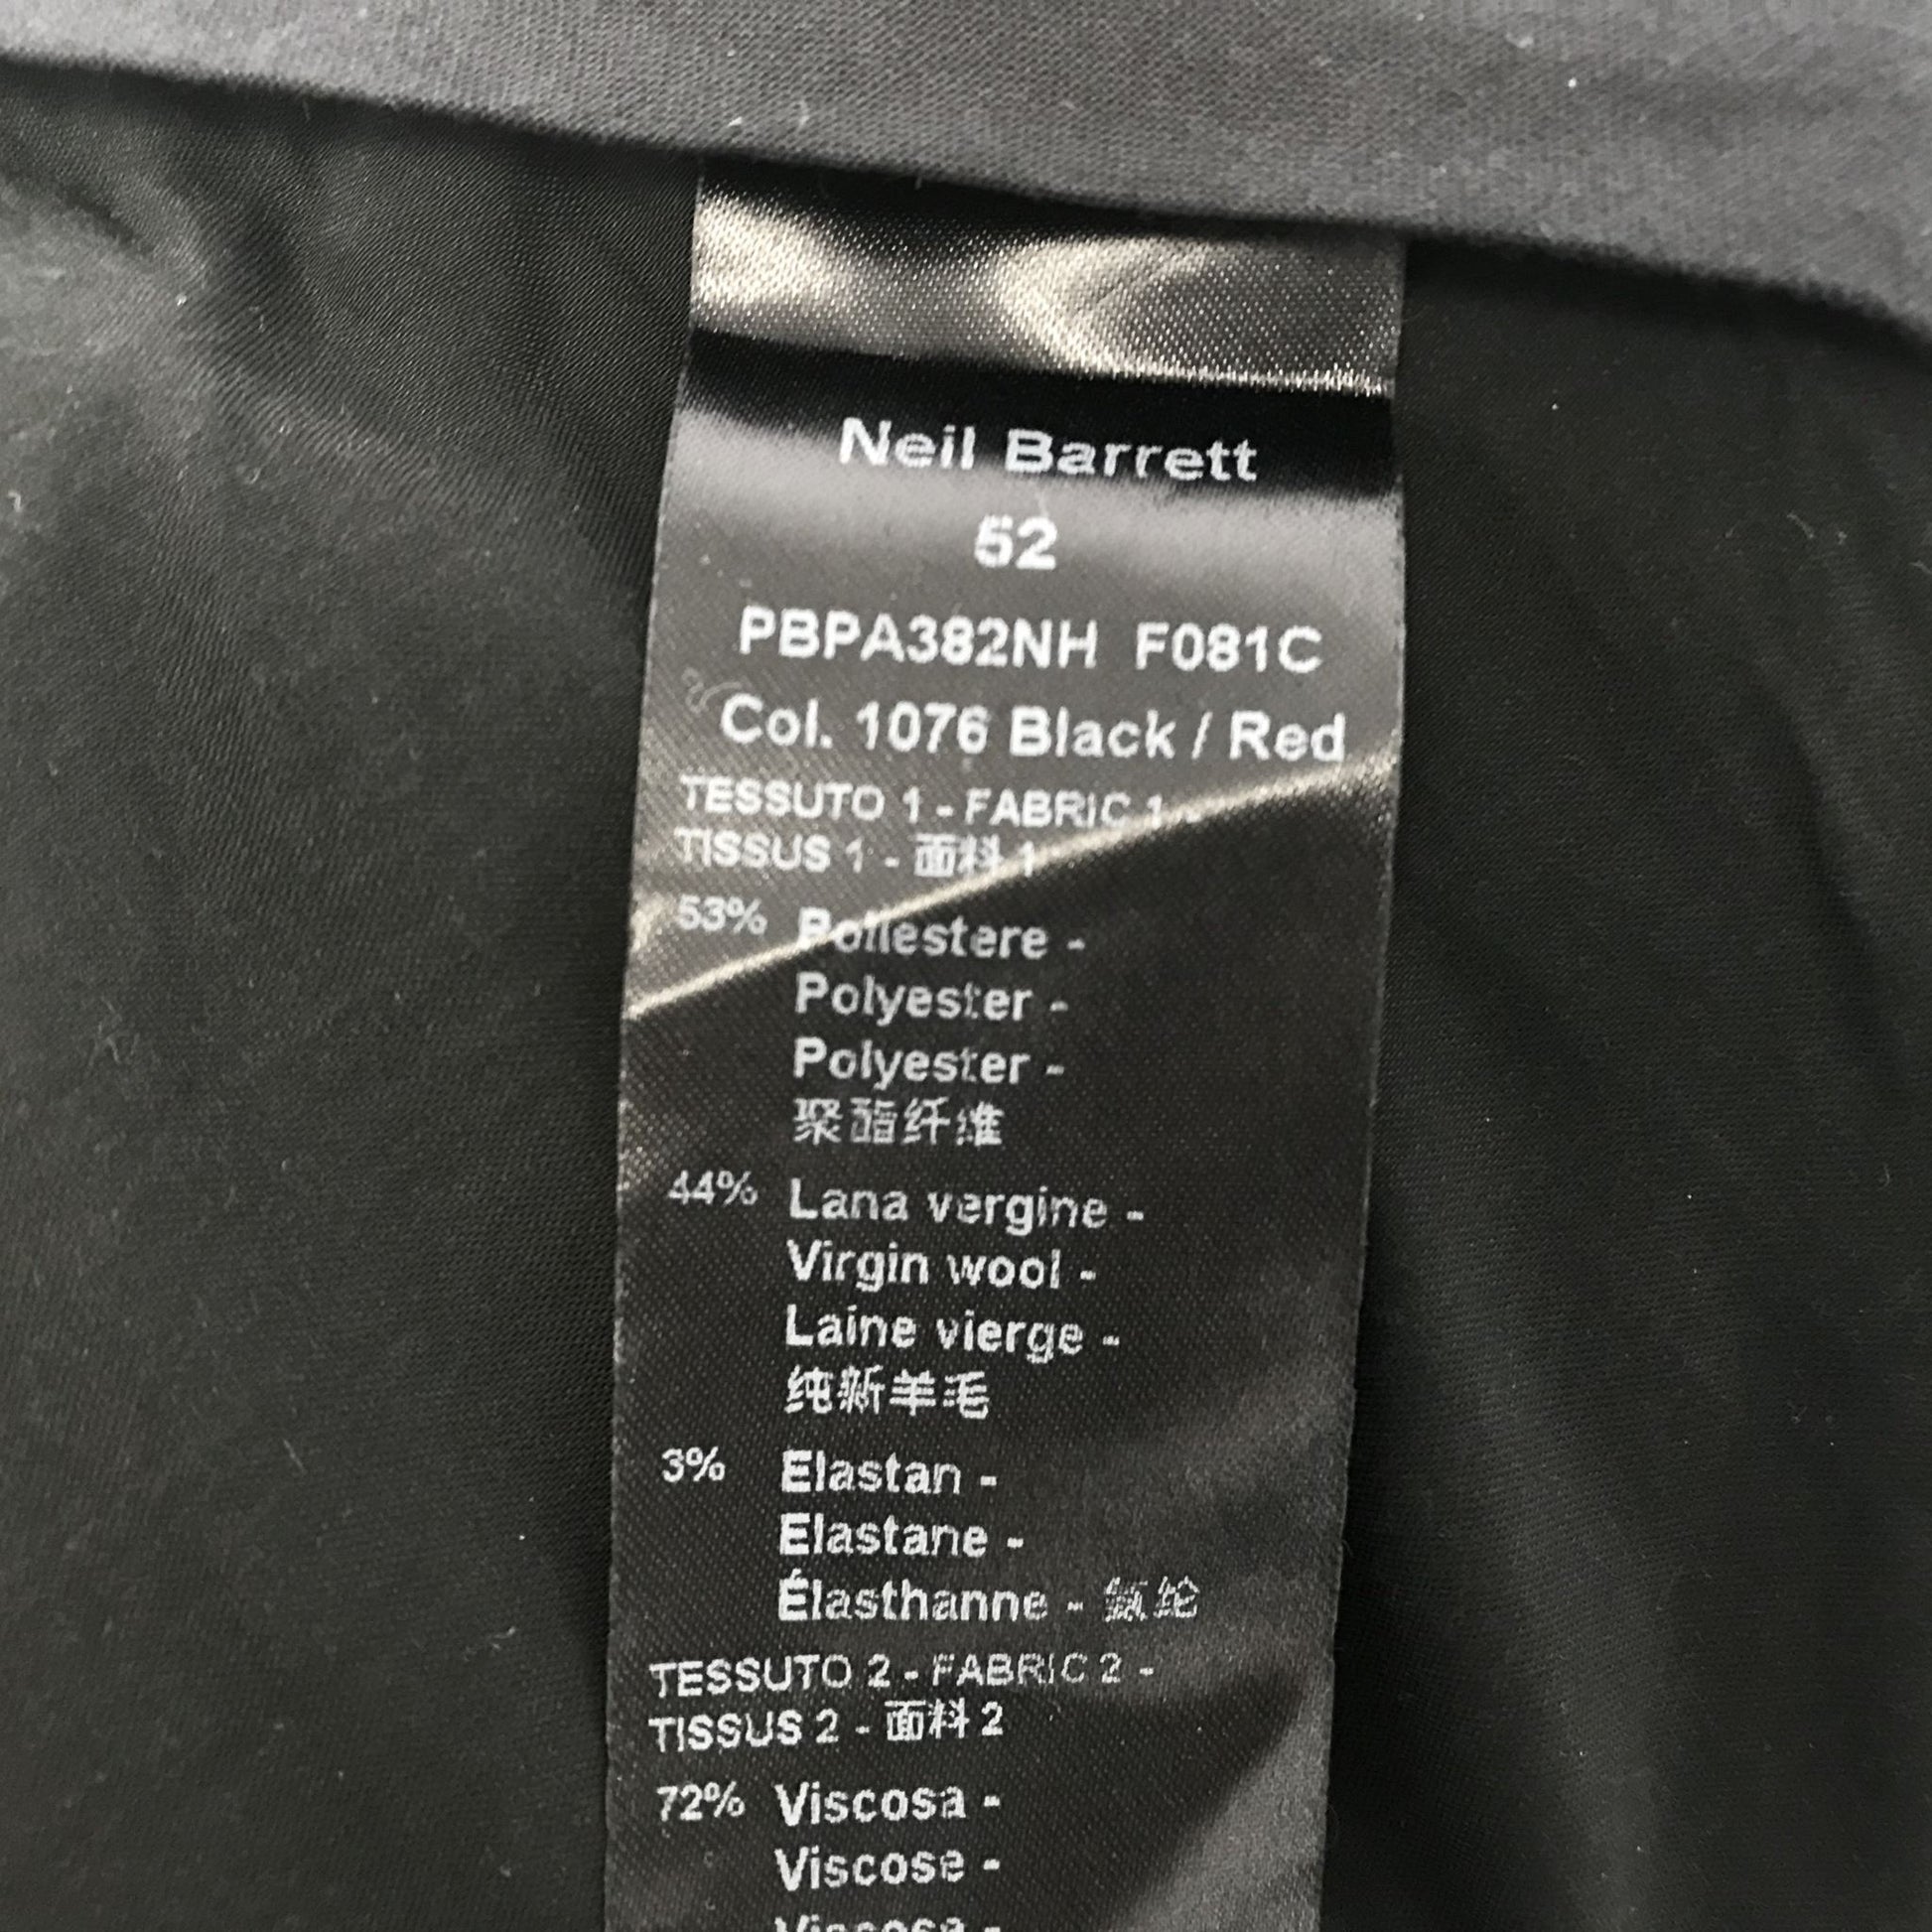 Neil Barrett
52
PBPA382NH F081C
Col. 1076 Black / Red
TESSUTO 1 - FABRIC 1 -
TISSUS 1 - 面料 1
53% Poliestere -
Polyester -
Polyester -
聚酯纤维
44% Lana vergine -
Virgin wool -
Laine vierge -
纯新羊毛
3% Elastan -
Elastane -
Élasthanne - 氨纶
TESSUTO 2 - FABRIC 2 -
TISSUS 2 - 面料 2
72% Viscosa -
Viscose -
Viscose -